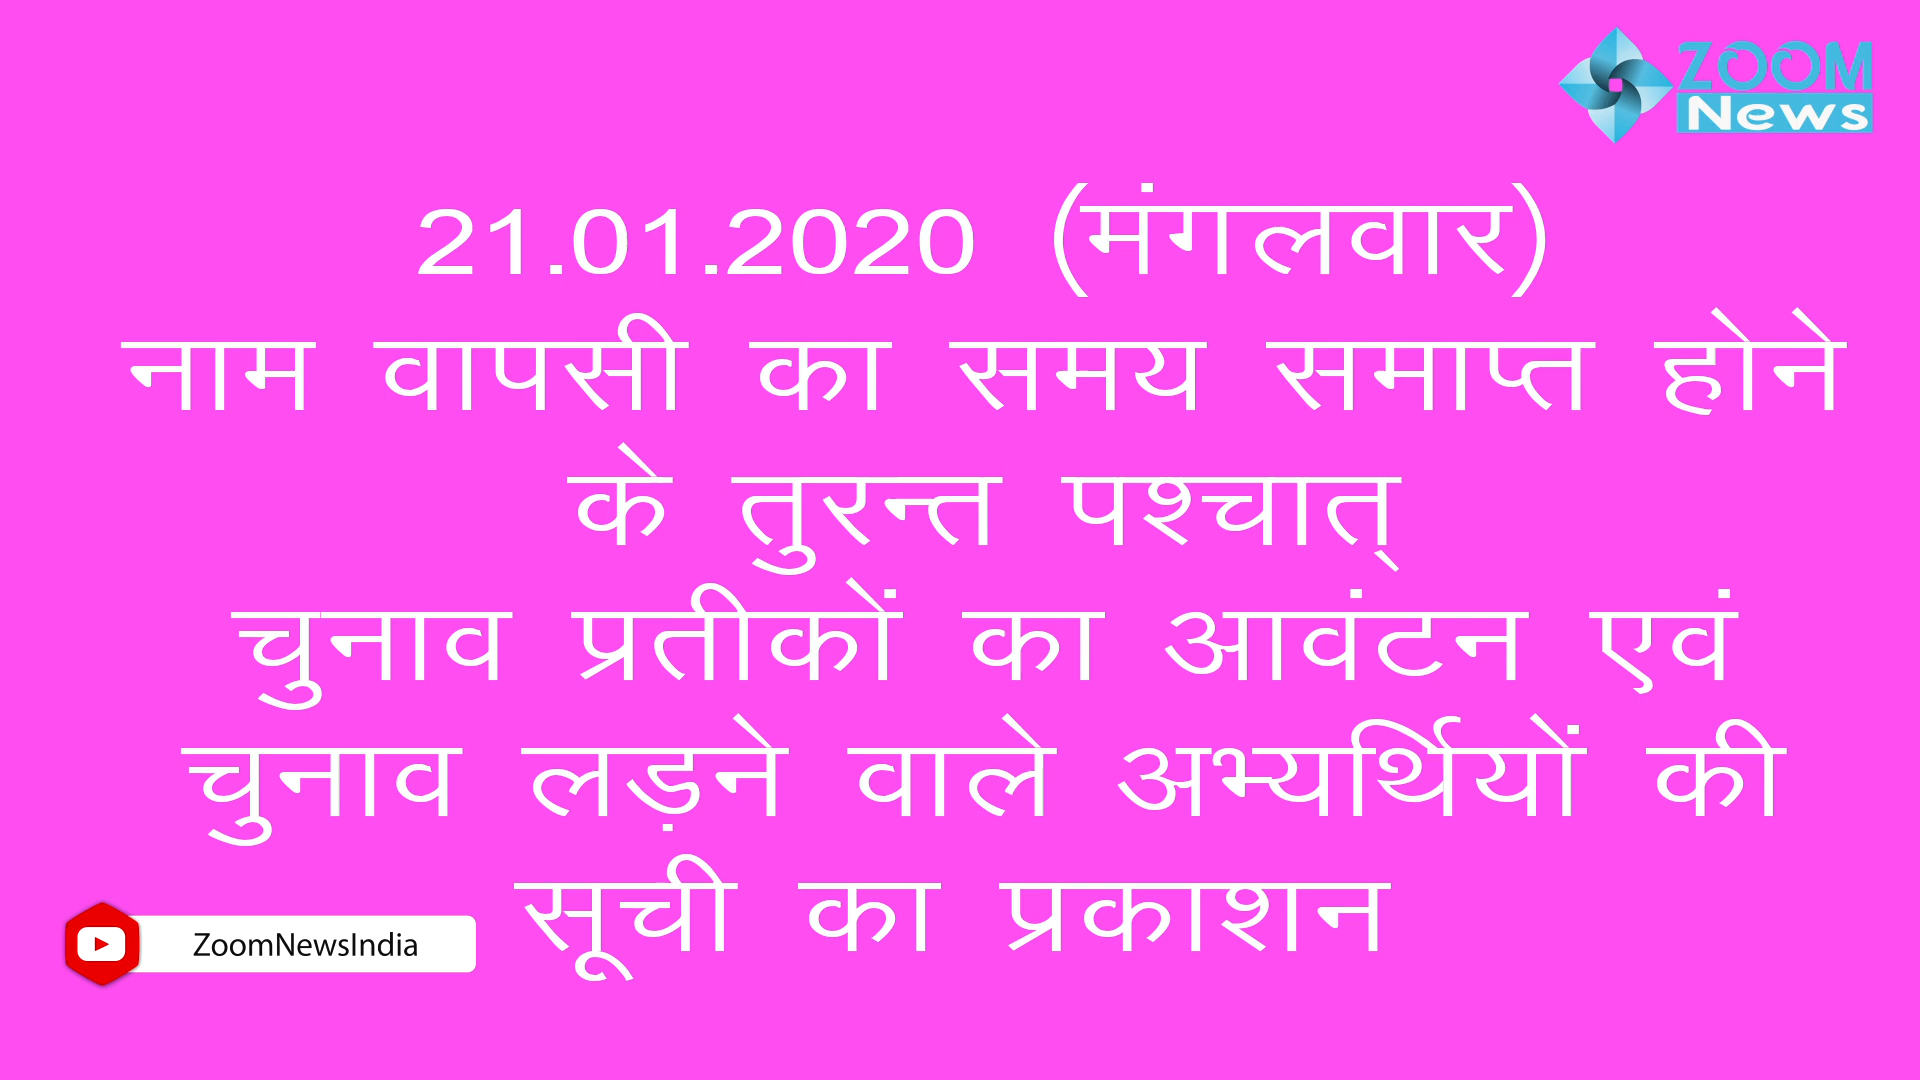 ZOOM
News
21.01.2020 (मंगलवार)
नाम वापसी का समय समाप्त होने
के तुरन्त पश्चात्
चुनाव प्रतीकों का आवंटन एवं
चुनाव लड़ने वाले अभ्यर्थियों की
सूची का प्रकाशन
ZoomNewsIndia